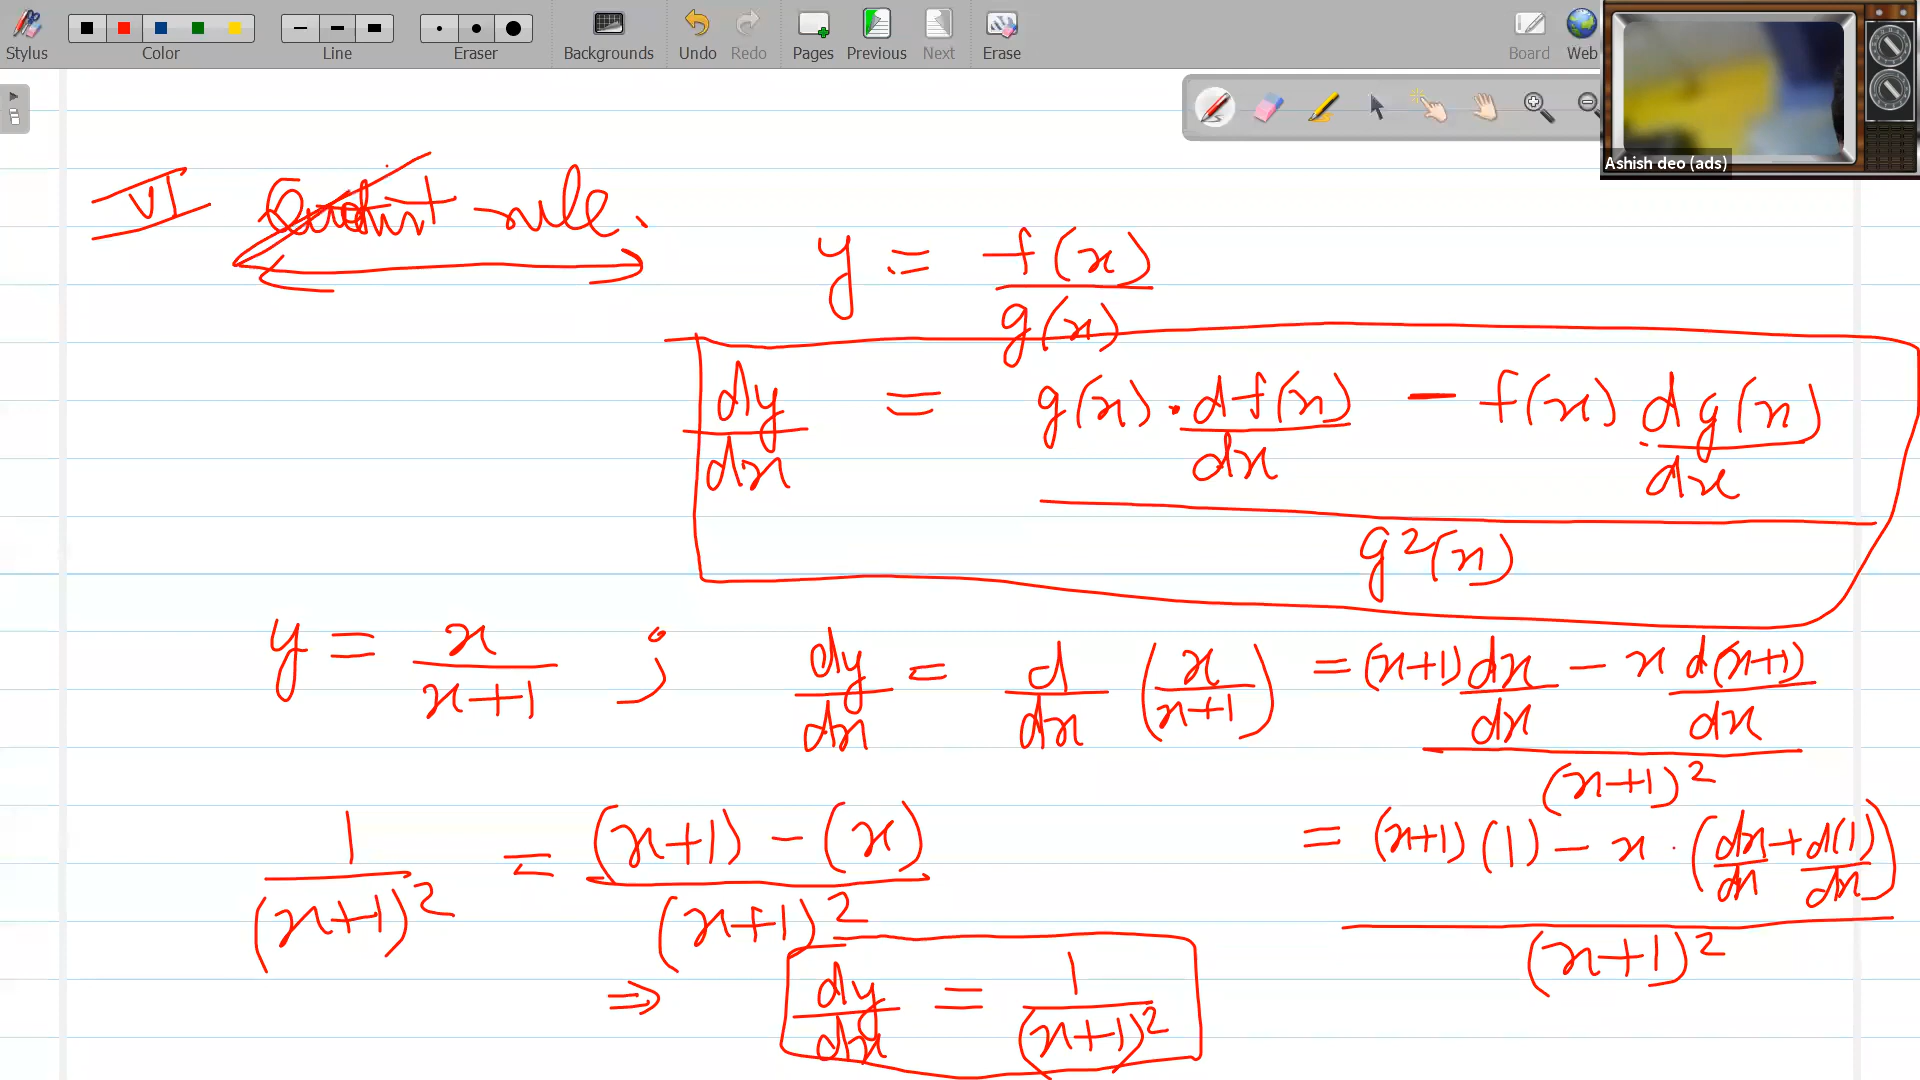 Stylus Color Line Eraser Backgrounds Undo Redo Pages Previous Next Erase Board Web
Ashish deo (ads)
VI rule.
y = f(x)/g(x)
dy/dx = (g(x) · df(x)/dx − f(x) dg(x)/dx) / g²(x)
y = x/(x+1) ; dy/dx = d/dx (x/(x+1)) = ((x+1) dx/dx − x d(x+1)/dx) / (x+1)²
1/(x+1)² = ((x+1) − (x))/(x+1)² = ((x+1)(1) − x · (dx/dx + d(1)/dx)) / (x+1)²
⇒ dy/dx = 1/(x+1)²